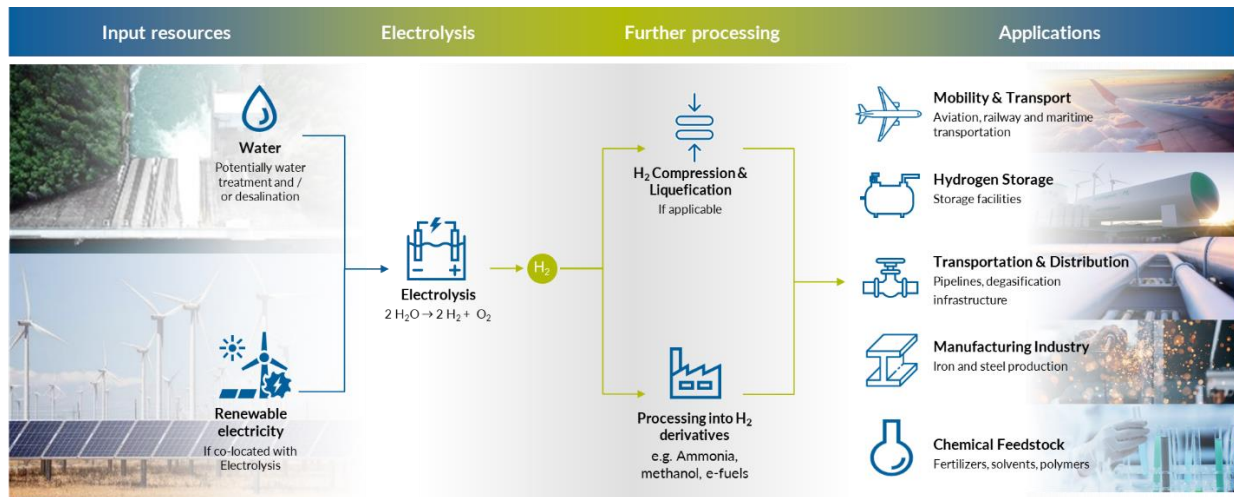 Input resources
Electrolysis
Further processing
Applications
Water
Potentially water
treatment and /
or desalination
Renewable
electricity
If co-located with
Electrolysis
Electrolysis
2 H₂O → 2 H₂ + O₂
H₂
H₂ Compression &
Liquefication
If applicable
Processing into H₂
derivatives
e.g. Ammonia,
methanol, e-fuels
Mobility & Transport
Aviation, railway and maritime
transportation
Hydrogen Storage
Storage facilities
Transportation & Distribution
Pipelines, degasification
infrastructure
Manufacturing Industry
Iron and steel production
Chemical Feedstock
Fertilizers, solvents, polymers